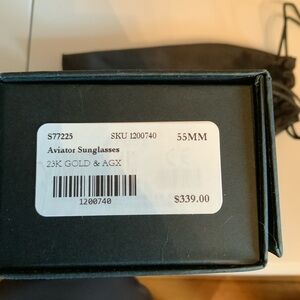 S77225 SKU 1200740 55MM
Aviator Sunglasses
23K GOLD & AGX
1200740 $339.00